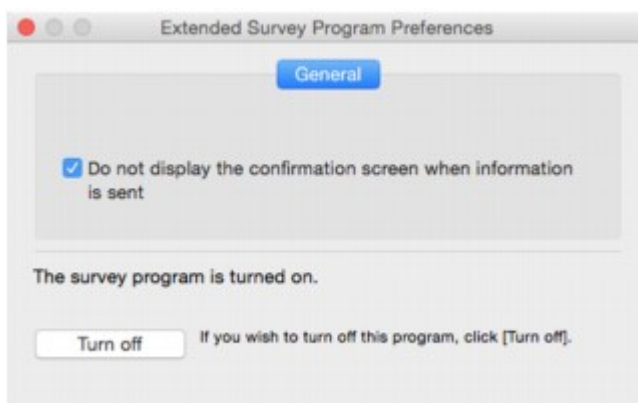 Extended Survey Program Preferences
General
Do not display the confirmation screen when information
is sent
The survey program is turned on.
Turn off
If you wish to turn off this program, click [Turn off].